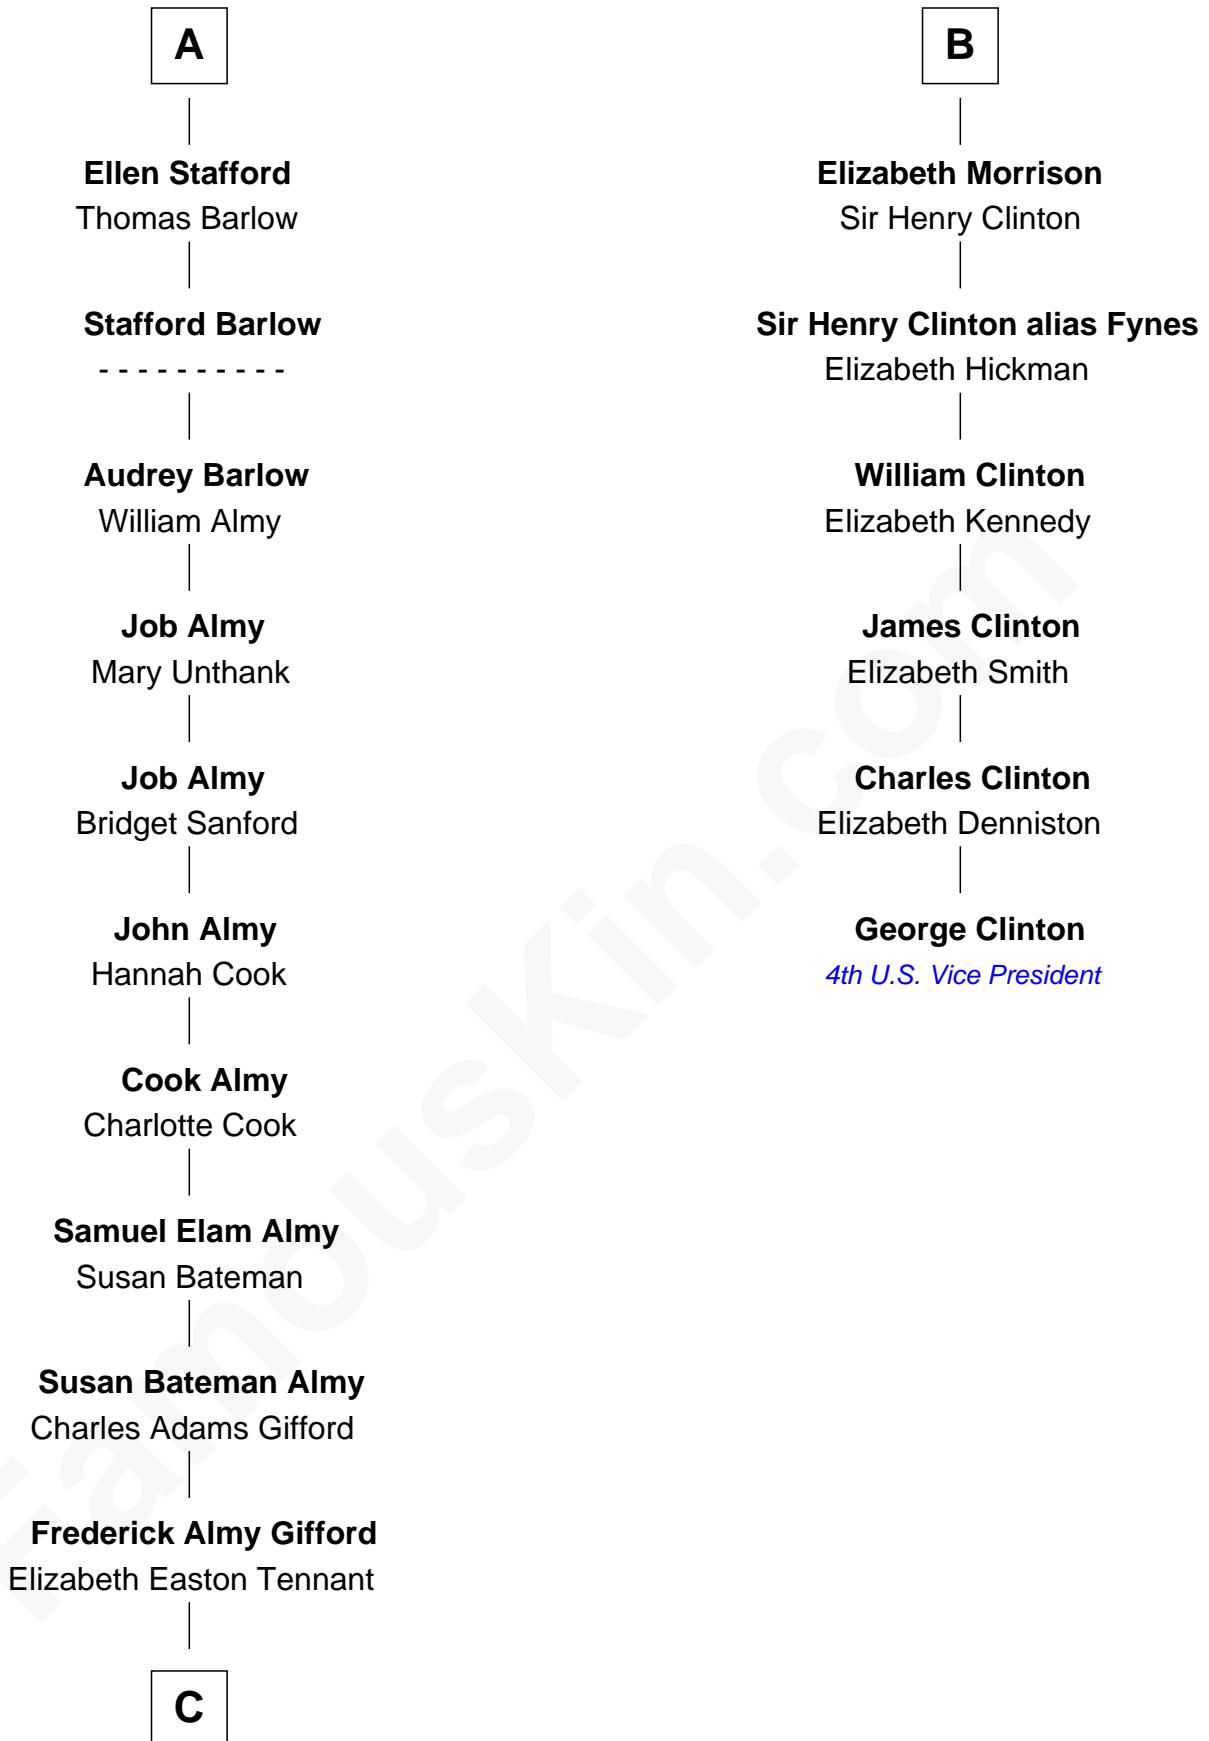 A
Ellen Stafford
Thomas Barlow
Stafford Barlow
- - - - - - - - - -
Audrey Barlow
William Almy
Job Almy
Mary Unthank
Job Almy
Bridget Sanford
John Almy
Hannah Cook
Cook Almy
Charlotte Cook
Samuel Elam Almy
Susan Bateman
Susan Bateman Almy
Charles Adams Gifford
Frederick Almy Gifford
Elizabeth Easton Tennant
C
B
Elizabeth Morrison
Sir Henry Clinton
Sir Henry Clinton alias Fynes
Elizabeth Hickman
William Clinton
Elizabeth Kennedy
James Clinton
Elizabeth Smith
Charles Clinton
Elizabeth Denniston
George Clinton
4th U.S. Vice President
FamousKin.com